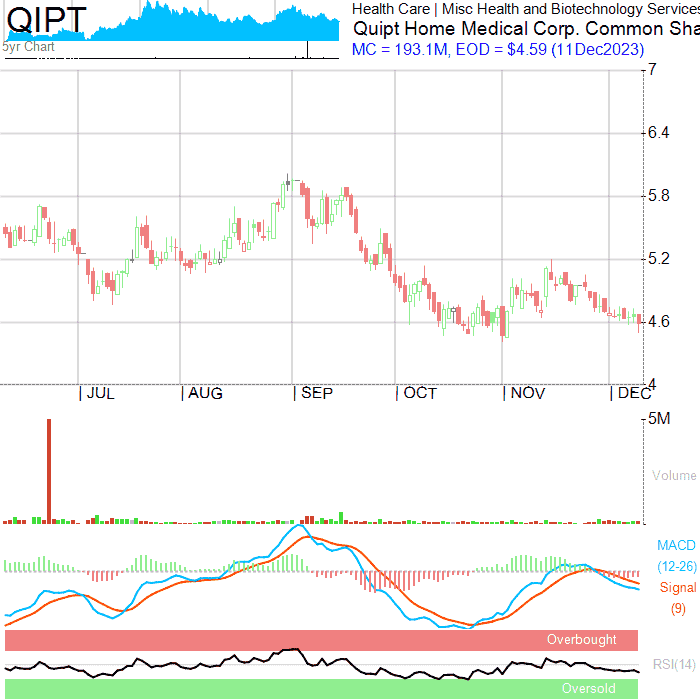 QIPT
5yr Chart
Health Care | Misc Health and Biotechnology Services
Quipt Home Medical Corp. Common Sha
MC = 193.1M, EOD = $4.59 (11Dec2023)
7
6.4
5.8
5.2
4.6
4
| JUL | AUG | SEP | OCT | NOV | DEC
5M
Volume
MACD
(12-26)
Signal
(9)
Overbought
RSI(14)
Oversold